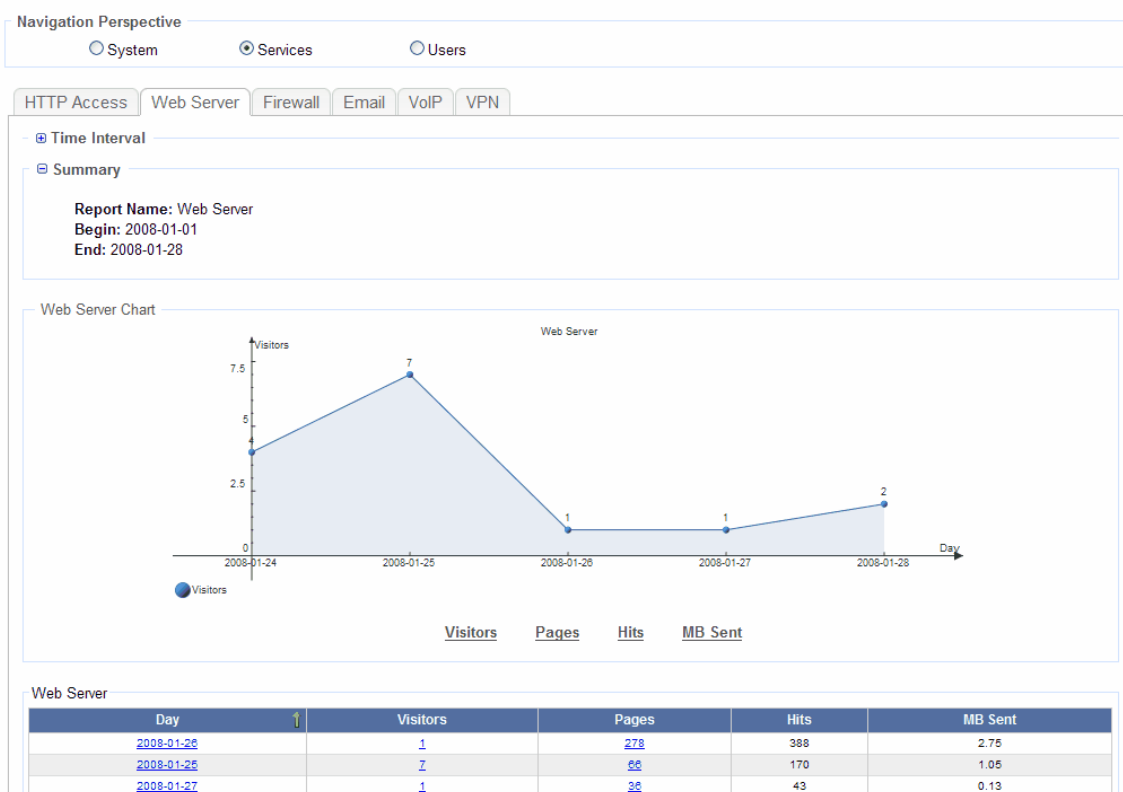 Navigation Perspective
System Services Users
HTTP Access Web Server Firewall Email VoIP VPN
Time Interval
Summary
Report Name: Web Server
Begin: 2008-01-01
End: 2008-01-28
Web Server Chart
Web Server
Visitors
7.5
7
5
4
2.5
2
1
1
0
Day
2008-01-24 2008-01-25 2008-01-26 2008-01-27 2008-01-28
Visitors
Visitors Pages Hits MB Sent
Web Server
Day Visitors Pages Hits MB Sent
2008-01-26 1 278 388 2.75
2008-01-25 7 66 170 1.05
2008-01-27 1 36 43 0.13